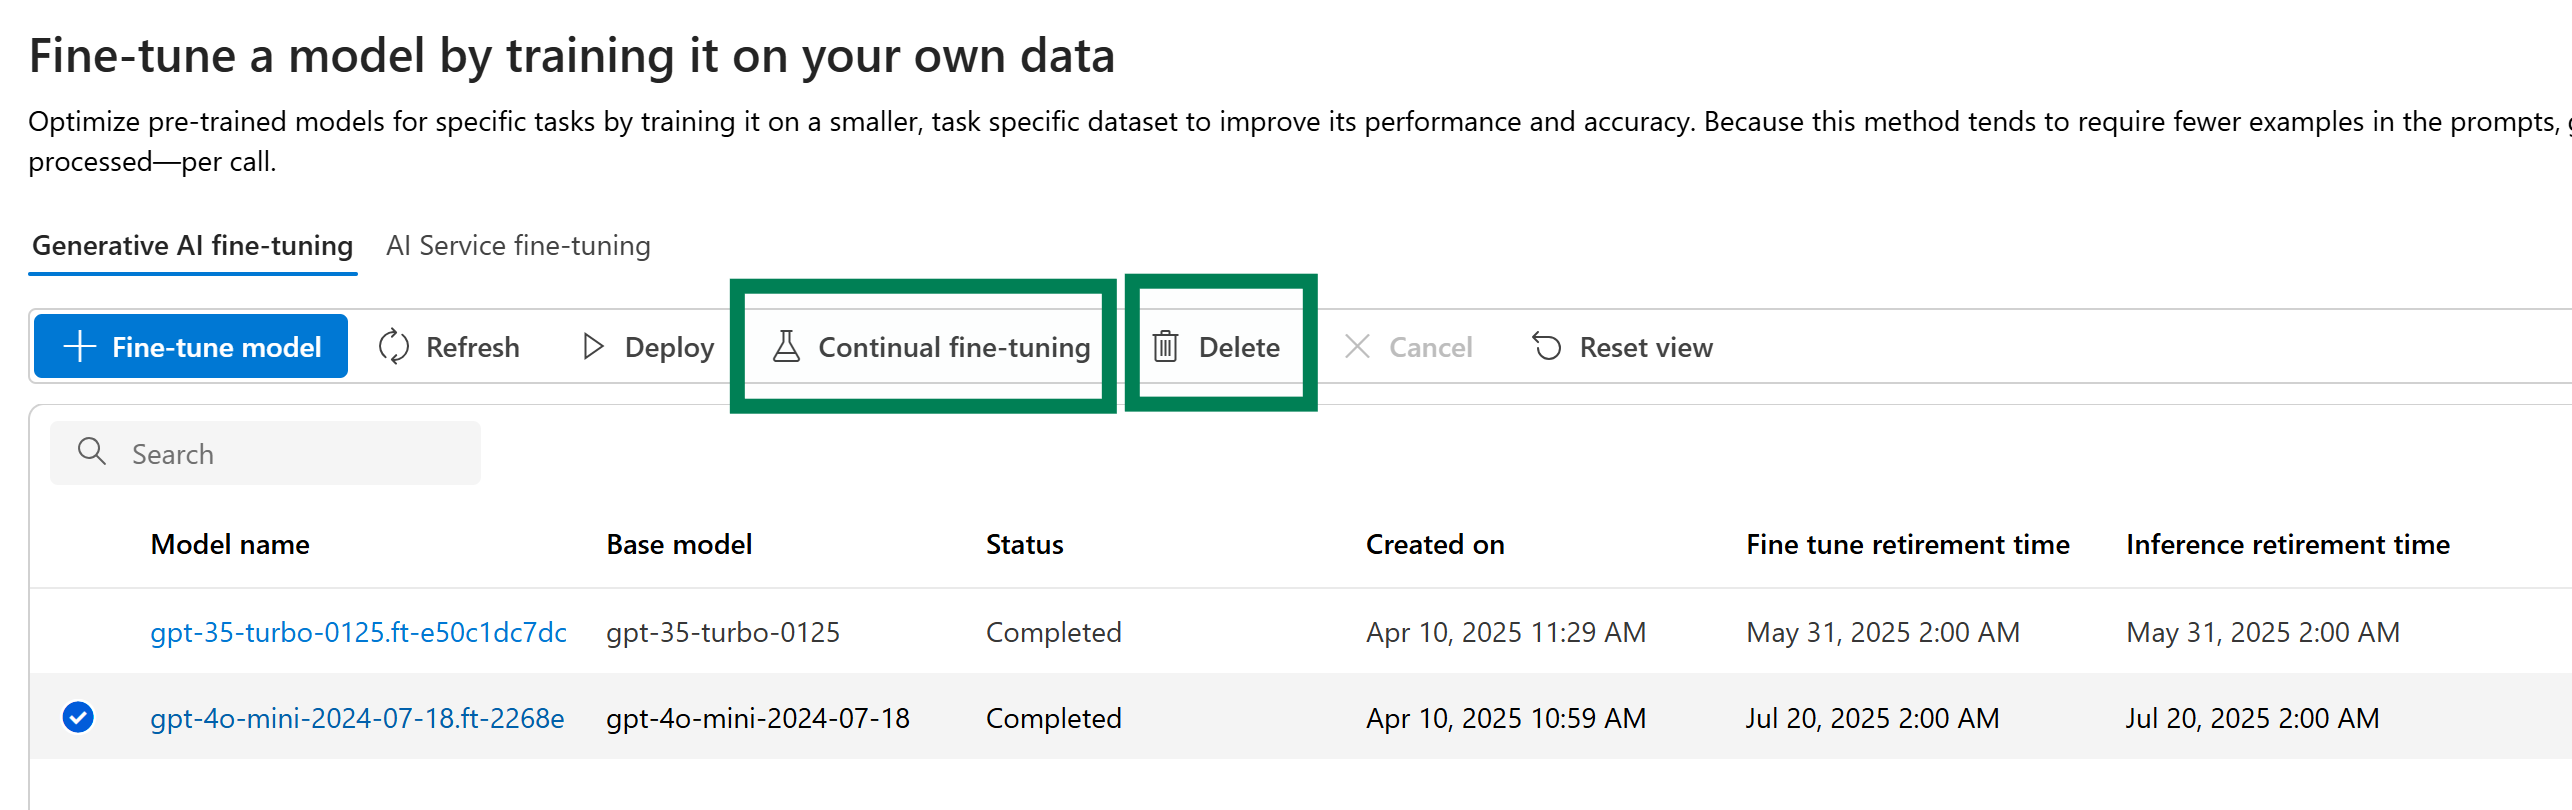 Fine-tune a model by training it on your own data
Optimize pre-trained models for specific tasks by training it on a smaller, task specific dataset to improve its performance and accuracy. Because this method tends to require fewer examples in the prompts,
processed—per call.
Generative AI fine-tuning AI Service fine-tuning
Fine-tune model Refresh Deploy Continual fine-tuning Delete Cancel Reset view
Search
Model name Base model Status Created on Fine tune retirement time Inference retirement time
gpt-35-turbo-0125.ft-e50c1dc7dc gpt-35-turbo-0125 Completed Apr 10, 2025 11:29 AM May 31, 2025 2:00 AM May 31, 2025 2:00 AM
gpt-4o-mini-2024-07-18.ft-2268e gpt-4o-mini-2024-07-18 Completed Apr 10, 2025 10:59 AM Jul 20, 2025 2:00 AM Jul 20, 2025 2:00 AM